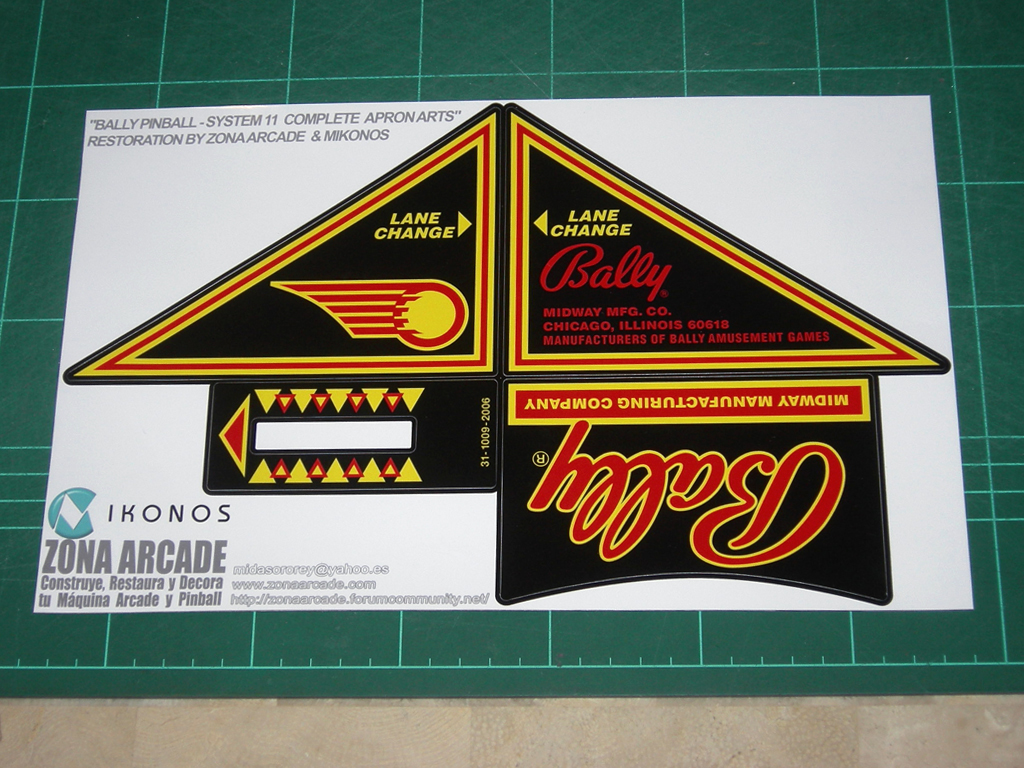 "BALLY PINBALL - SYSTEM 11 COMPLETE APRON ARTS"
RESTORATION BY ZONA ARCADE & MIKONOS
LANE
CHANGE
LANE
CHANGE
Bally®
MIDWAY MFG. CO.
CHICAGO, ILLINOIS 60618
MANUFACTURERS OF BALLY AMUSEMENT GAMES
31-1009-2006
MIDWAY MANUFACTURING COMPANY
Bally®
IKONOS
ZONA ARCADE
Construye, Restaura y Decora
tu Máquina Arcade y Pinball
midasororey@yahoo.es
www.zonaarcade.com
http://zonaarcade.forumcommunity.net/